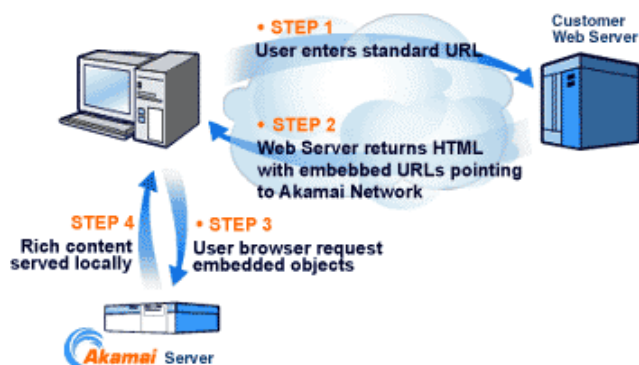 • STEP 1
User enters standard URL
Customer
Web Server
• STEP 2
Web Server returns HTML
with embebbed URLs pointing
to Akamai Network
STEP 4
Rich content
served locally
• STEP 3
User browser request
embedded objects
Akamai Server